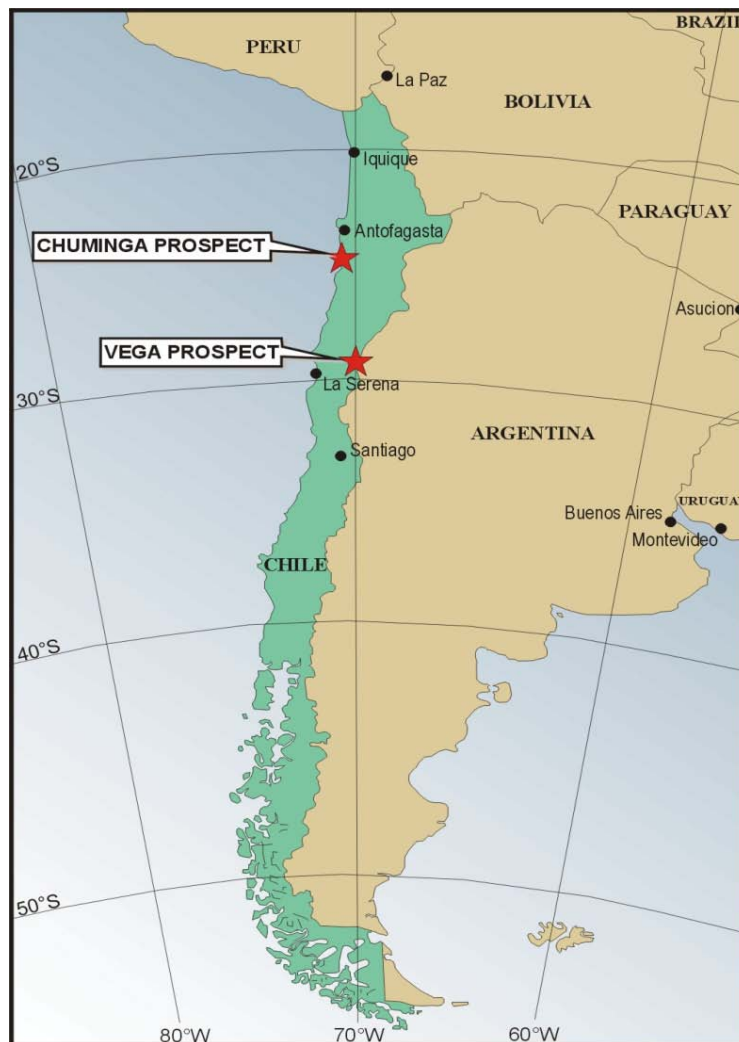 BRAZIL
PERU
La Paz
BOLIVIA
20°S
Iquique
PARAGUAY
Antofagasta
CHUMINGA PROSPECT
Asucion
VEGA PROSPECT
La Serena
30°S
ARGENTINA
Santiago
Buenos Aires
URUGUAY
Montevideo
CHILE
40°S
50°S
80°W
70°W
60°W